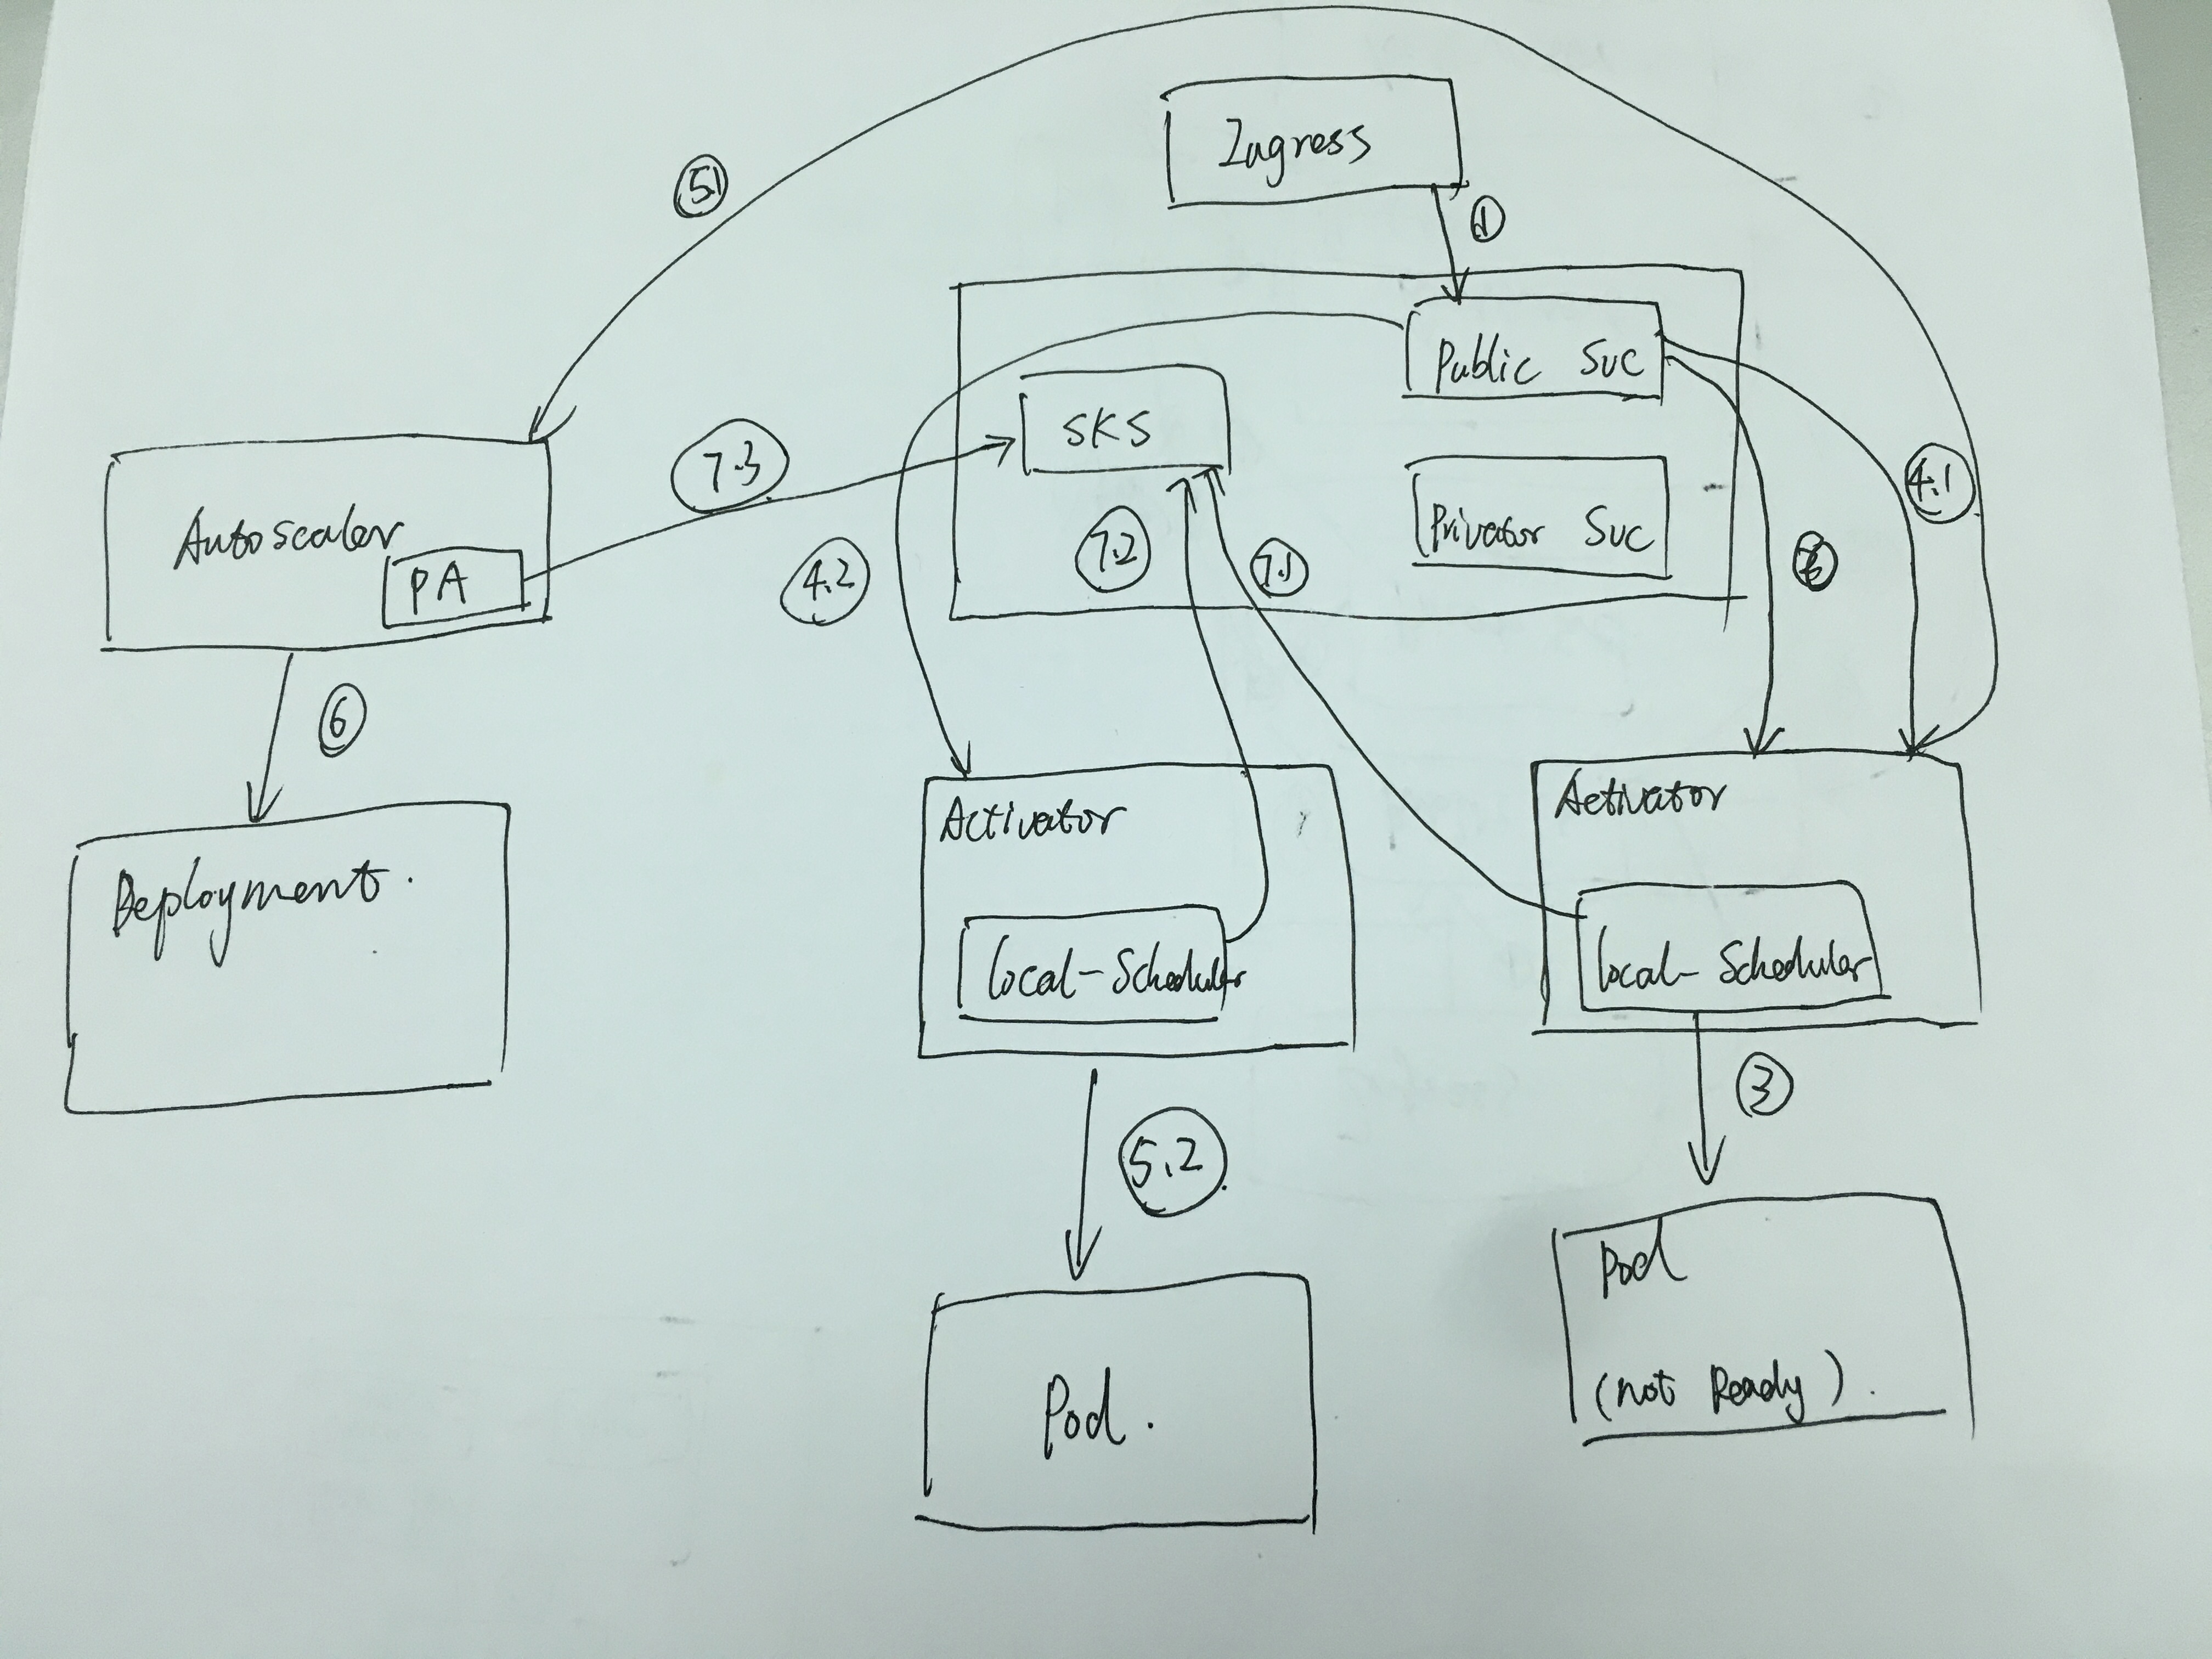 Ingress
1
5.1
Public Svc
SKS
4.1
7.3
Autoscaler
Privator Svc
7.2
7.1
4.2
PA
6
Activator
Activator
Deployment.
local-Scheduler
local-Scheduler
3
5.2
Pod
(not Ready).
Pod.